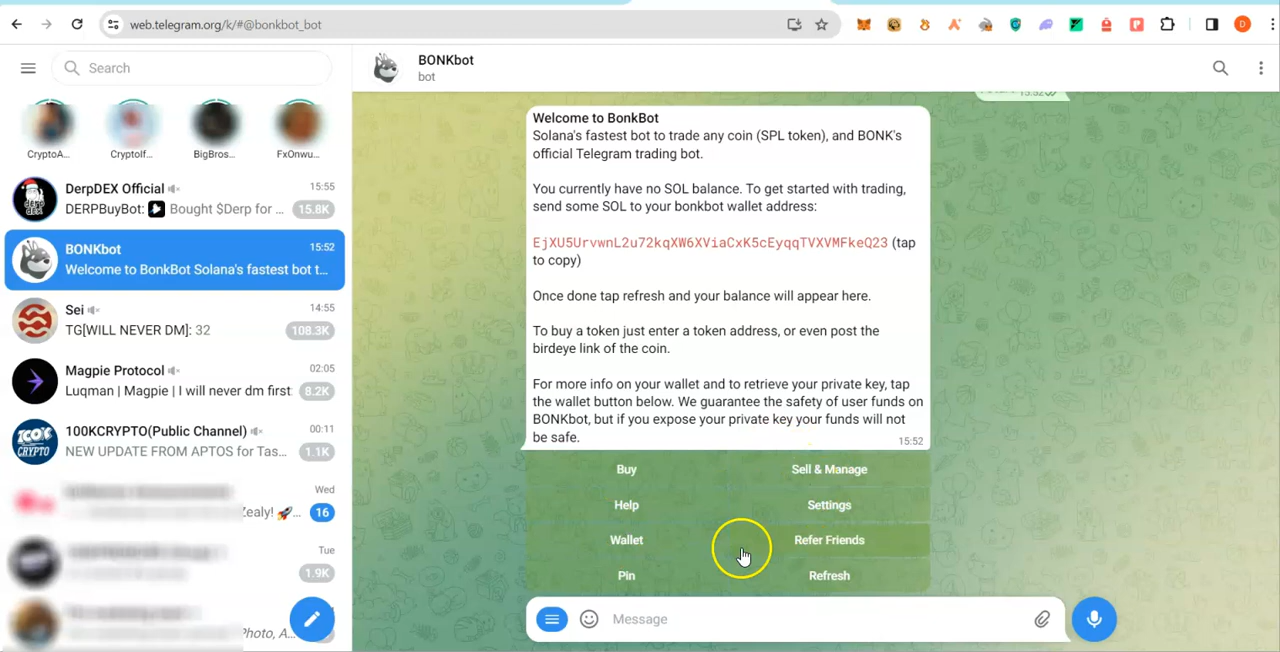 web.telegram.org/k/#@bonkbot_bot
D
Search
CryptoA...
CryptoIf...
BigBros...
FxOnwu...
DerpDEX Official
15:55
DERPBuyBot: Bought $Derp for ...
15.8K
BONKbot
15:52
Welcome to BonkBot Solana's fastest bot t...
Sei
14:55
TG[WILL NEVER DM]: 32
108.3K
Magpie Protocol
02:05
Luqman | Magpie | I will never dm first:
8.2K
100KCRYPTO(Public Channel)
00:11
NEW UPDATE FROM APTOS for Tas...
1.1K
Wed
Zealy! 🚀...
16
Tue
1.9K
Photo, A...
BONKbot
bot
15:52
Welcome to BonkBot
Solana's fastest bot to trade any coin (SPL token), and BONK's
official Telegram trading bot.
You currently have no SOL balance. To get started with trading,
send some SOL to your bonkbot wallet address:
EjXU5UrvwnL2u72kqXW6XViaCxK5cEyqqTVXVMFkeQ23 (tap
to copy)
Once done tap refresh and your balance will appear here.
To buy a token just enter a token address, or even post the
birdeye link of the coin.
For more info on your wallet and to retrieve your private key, tap
the wallet button below. We guarantee the safety of user funds on
BONKbot, but if you expose your private key your funds will not
be safe.
15:52
Buy
Sell & Manage
Help
Settings
Wallet
Refer Friends
Pin
Refresh
Message